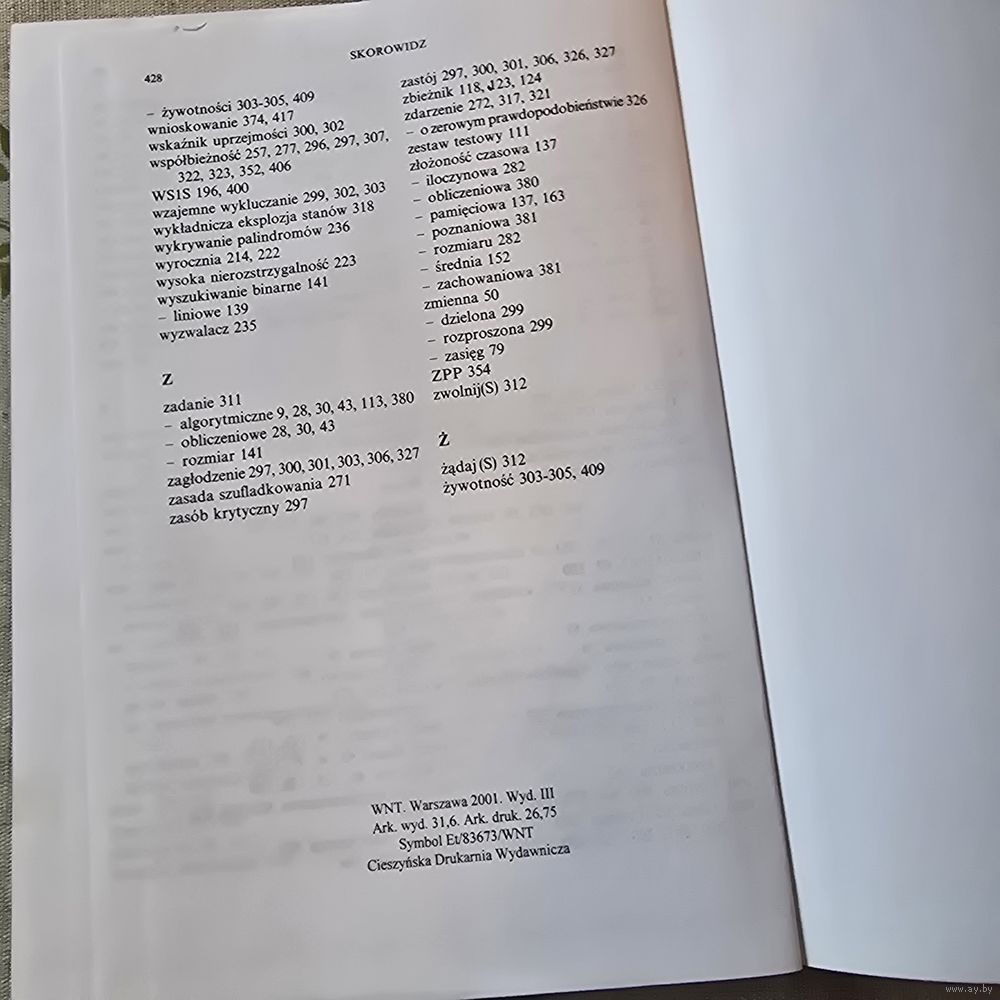 428
SKOROWIDZ
– żywotności 303-305, 409
wnioskowanie 374, 417
wskaźnik uprzejmości 300, 302
współbieżność 257, 277, 296, 297, 307,
322, 323, 352, 406
WS1S 196, 400
wzajemne wykluczanie 299, 302, 303
wykładnicza eksplozja stanów 318
wykrywanie palindromów 236
wyrocznia 214, 222
wysoka nierozstrzygalność 223
wyszukiwanie binarne 141
– liniowe 139
wyzwalacz 235
Z
zadanie 311
– algorytmiczne 9, 28, 30, 43, 113, 380
– obliczeniowe 28, 30, 43
– rozmiar 141
zagłodzenie 297, 300, 301, 303, 306, 327
zasada szufladkowania 271
zasób krytyczny 297
zastój 297, 300, 301, 306, 326, 327
zbieżnik 118, 123, 124
zdarzenie 272, 317, 321
– o zerowym prawdopodobieństwie 326
zestaw testowy 111
złożoność czasowa 137
– iloczynowa 282
– obliczeniowa 380
– pamięciowa 137, 163
– poznaniowa 381
– rozmiaru 282
– średnia 152
– zachowaniowa 381
zmienna 50
– dzielona 299
– rozproszona 299
– zasięg 79
ZPP 354
zwolnij(S) 312
Ż
żądaj (S) 312
żywotność 303-305, 409
WNT. Warszawa 2001. Wyd. III
Ark. wyd. 31,6. Ark. druk. 26,75
Symbol Et/83673/WNT
Cieszyńska Drukarnia Wydawnicza
www.ay.by